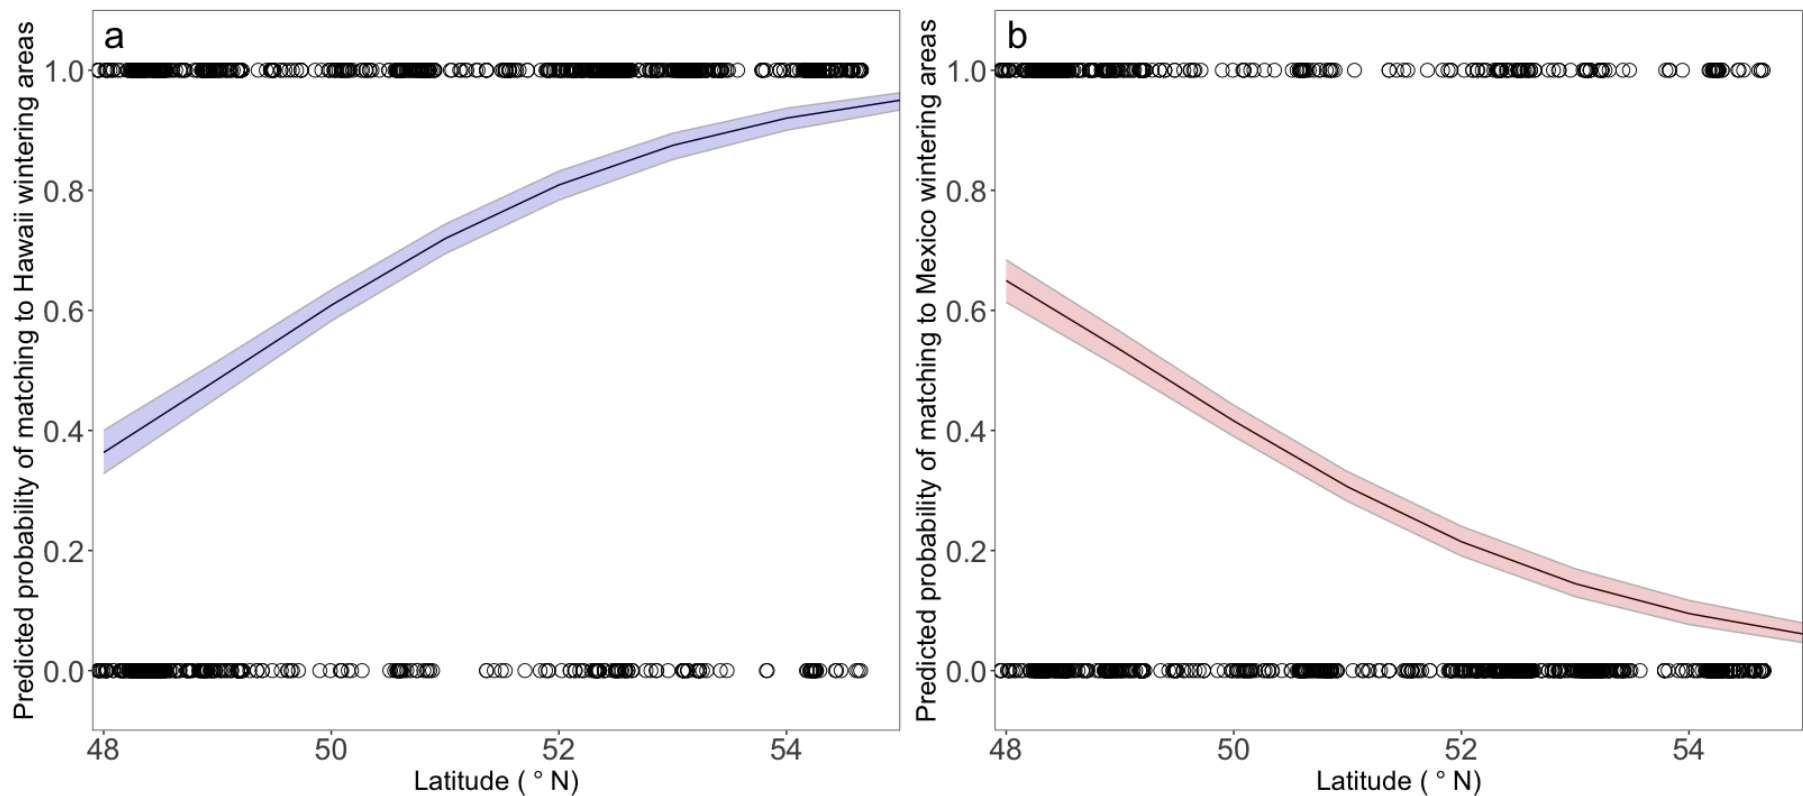 a
Predicted probability of matching to Hawaii wintering areas
1.0
0.8
0.6
0.4
0.2
0.0
48 50 52 54
Latitude ( ° N)
b
Predicted probability of matching to Mexico wintering areas
1.0
0.8
0.6
0.4
0.2
0.0
48 50 52 54
Latitude ( ° N)